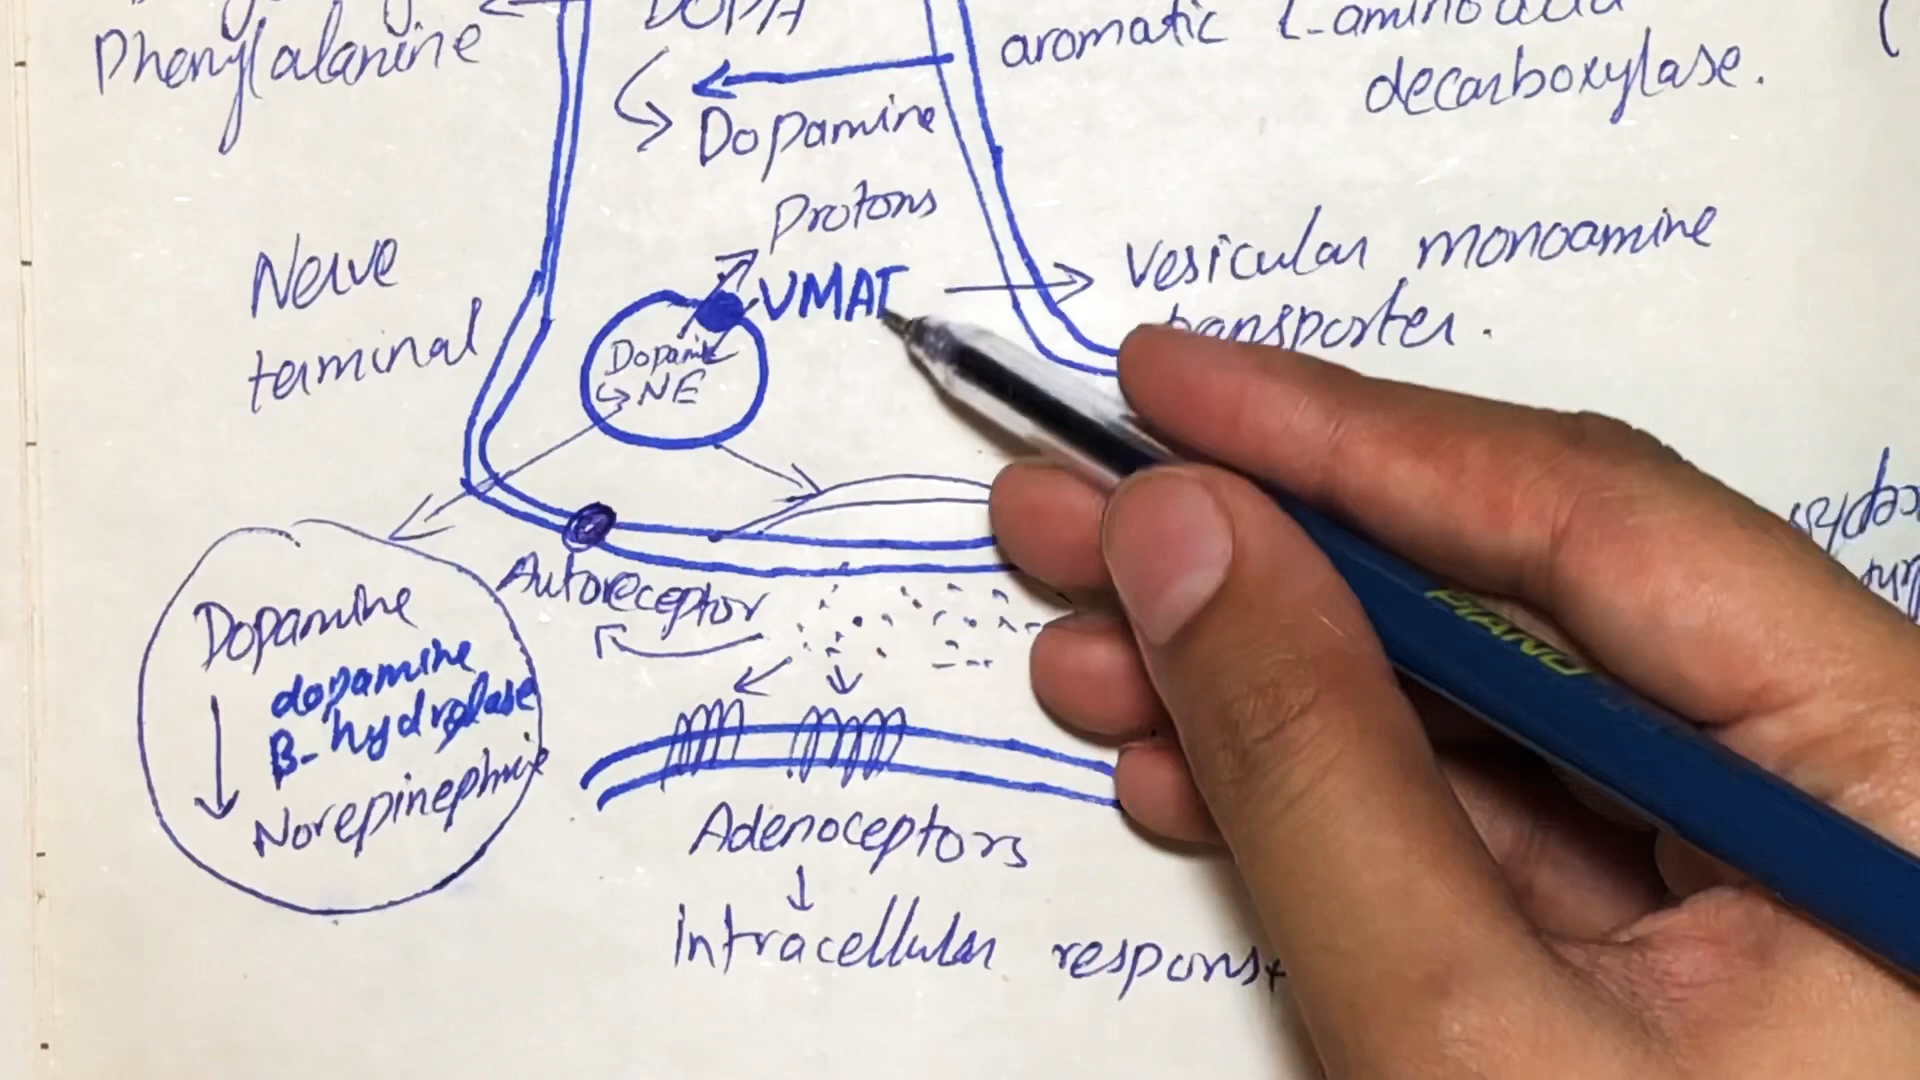 DOPA
Phenylalanine
aromatic L-amino acid
decarboxylase.
Dopamine
Protons
VMAT
Vesicular monoamine
transporter.
Nerve
terminal
Dopamine
NE
Autoreceptor
Dopamine
dopamine
β-hydrolase
Norepinephrine
Adenoceptors
Intracellular response
PIANO